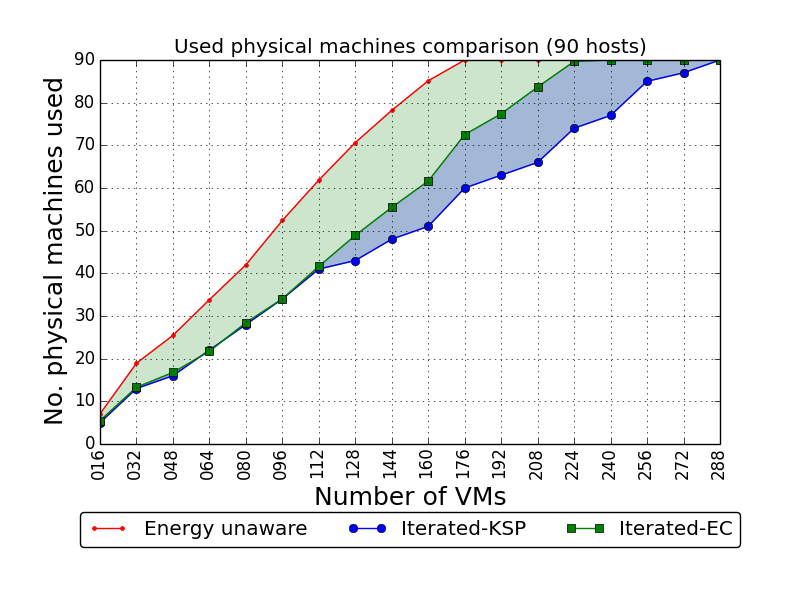 Used physical machines comparison (90 hosts)
No. physical machines used
90
80
70
60
50
40
30
20
10
0
016 032 048 064 080 096 112 128 144 160 176 192 208 224 240 256 272 288
Number of VMs
Energy unaware Iterated-KSP Iterated-EC